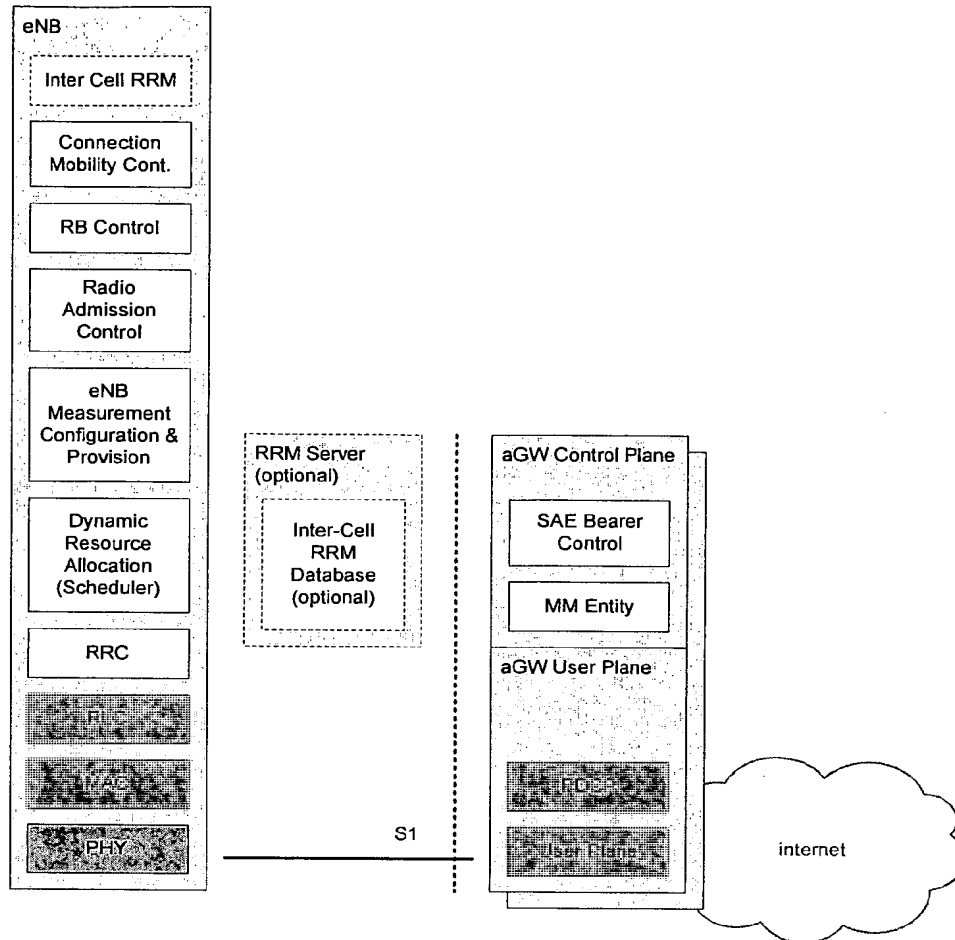 eNB
Inter Cell RRM
Connection
Mobility Cont.
RB Control
Radio
Admission
Control
eNB
Measurement
Configuration &
Provision
Dynamic
Resource
Allocation
(Scheduler)
RRC
PHY
RRM Server
(optional)
Inter-Cell
RRM
Database
(optional)
S1
aGW Control Plane
SAE Bearer
Control
MM Entity
aGW User Plane
User Plane
internet